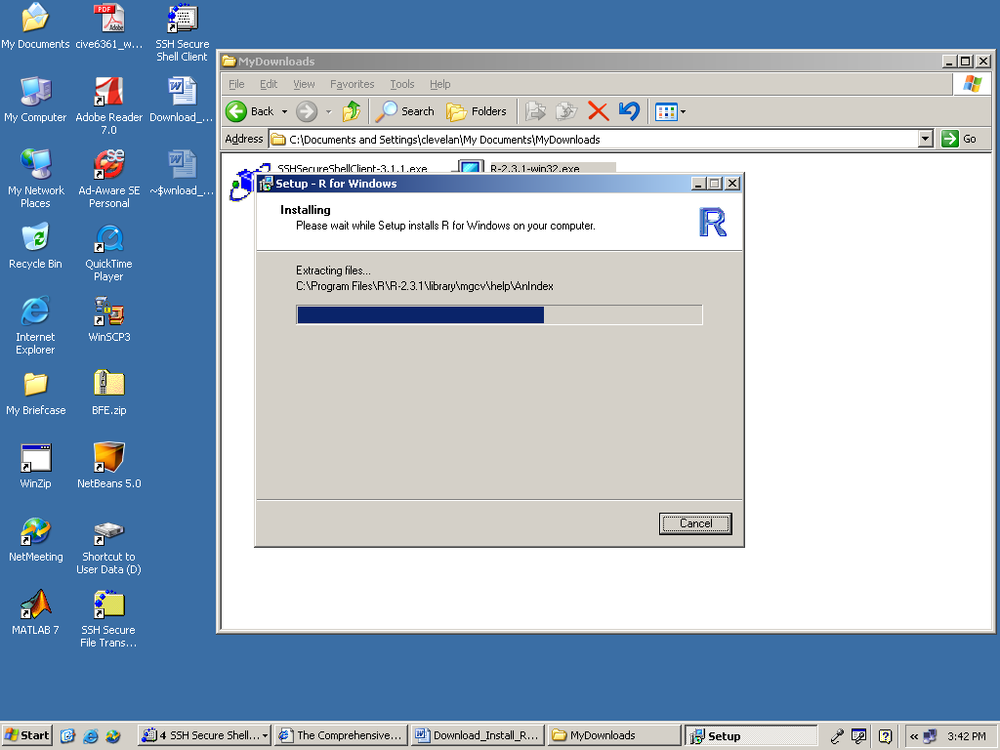 My Documents
cive6361_w...
SSH Secure
Shell Client
My Computer
Adobe Reader
7.0
Download_...
My Network
Places
Ad-Aware SE
Personal
~$wnload_...
Recycle Bin
QuickTime
Player
Internet
Explorer
WinSCP3
My Briefcase
BFE.zip
WinZip
NetBeans 5.0
NetMeeting
Shortcut to
User Data (D)
MATLAB 7
SSH Secure
File Trans...
MyDownloads
File Edit View Favorites Tools Help
Back Search Folders
Address C:\Documents and Settings\clevelan\My Documents\MyDownloads Go
SSHSecureShellClient-3.1.1.exe R-2.3.1-win32.exe
Setup - R for Windows
Installing
Please wait while Setup installs R for Windows on your computer.
R
Extracting files...
C:\Program Files\R\R-2.3.1\library\mgcv\help\AnIndex
Cancel
Start 4 SSH Secure Shell... The Comprehensive... Download_Install_R... MyDownloads Setup « 3:42 PM